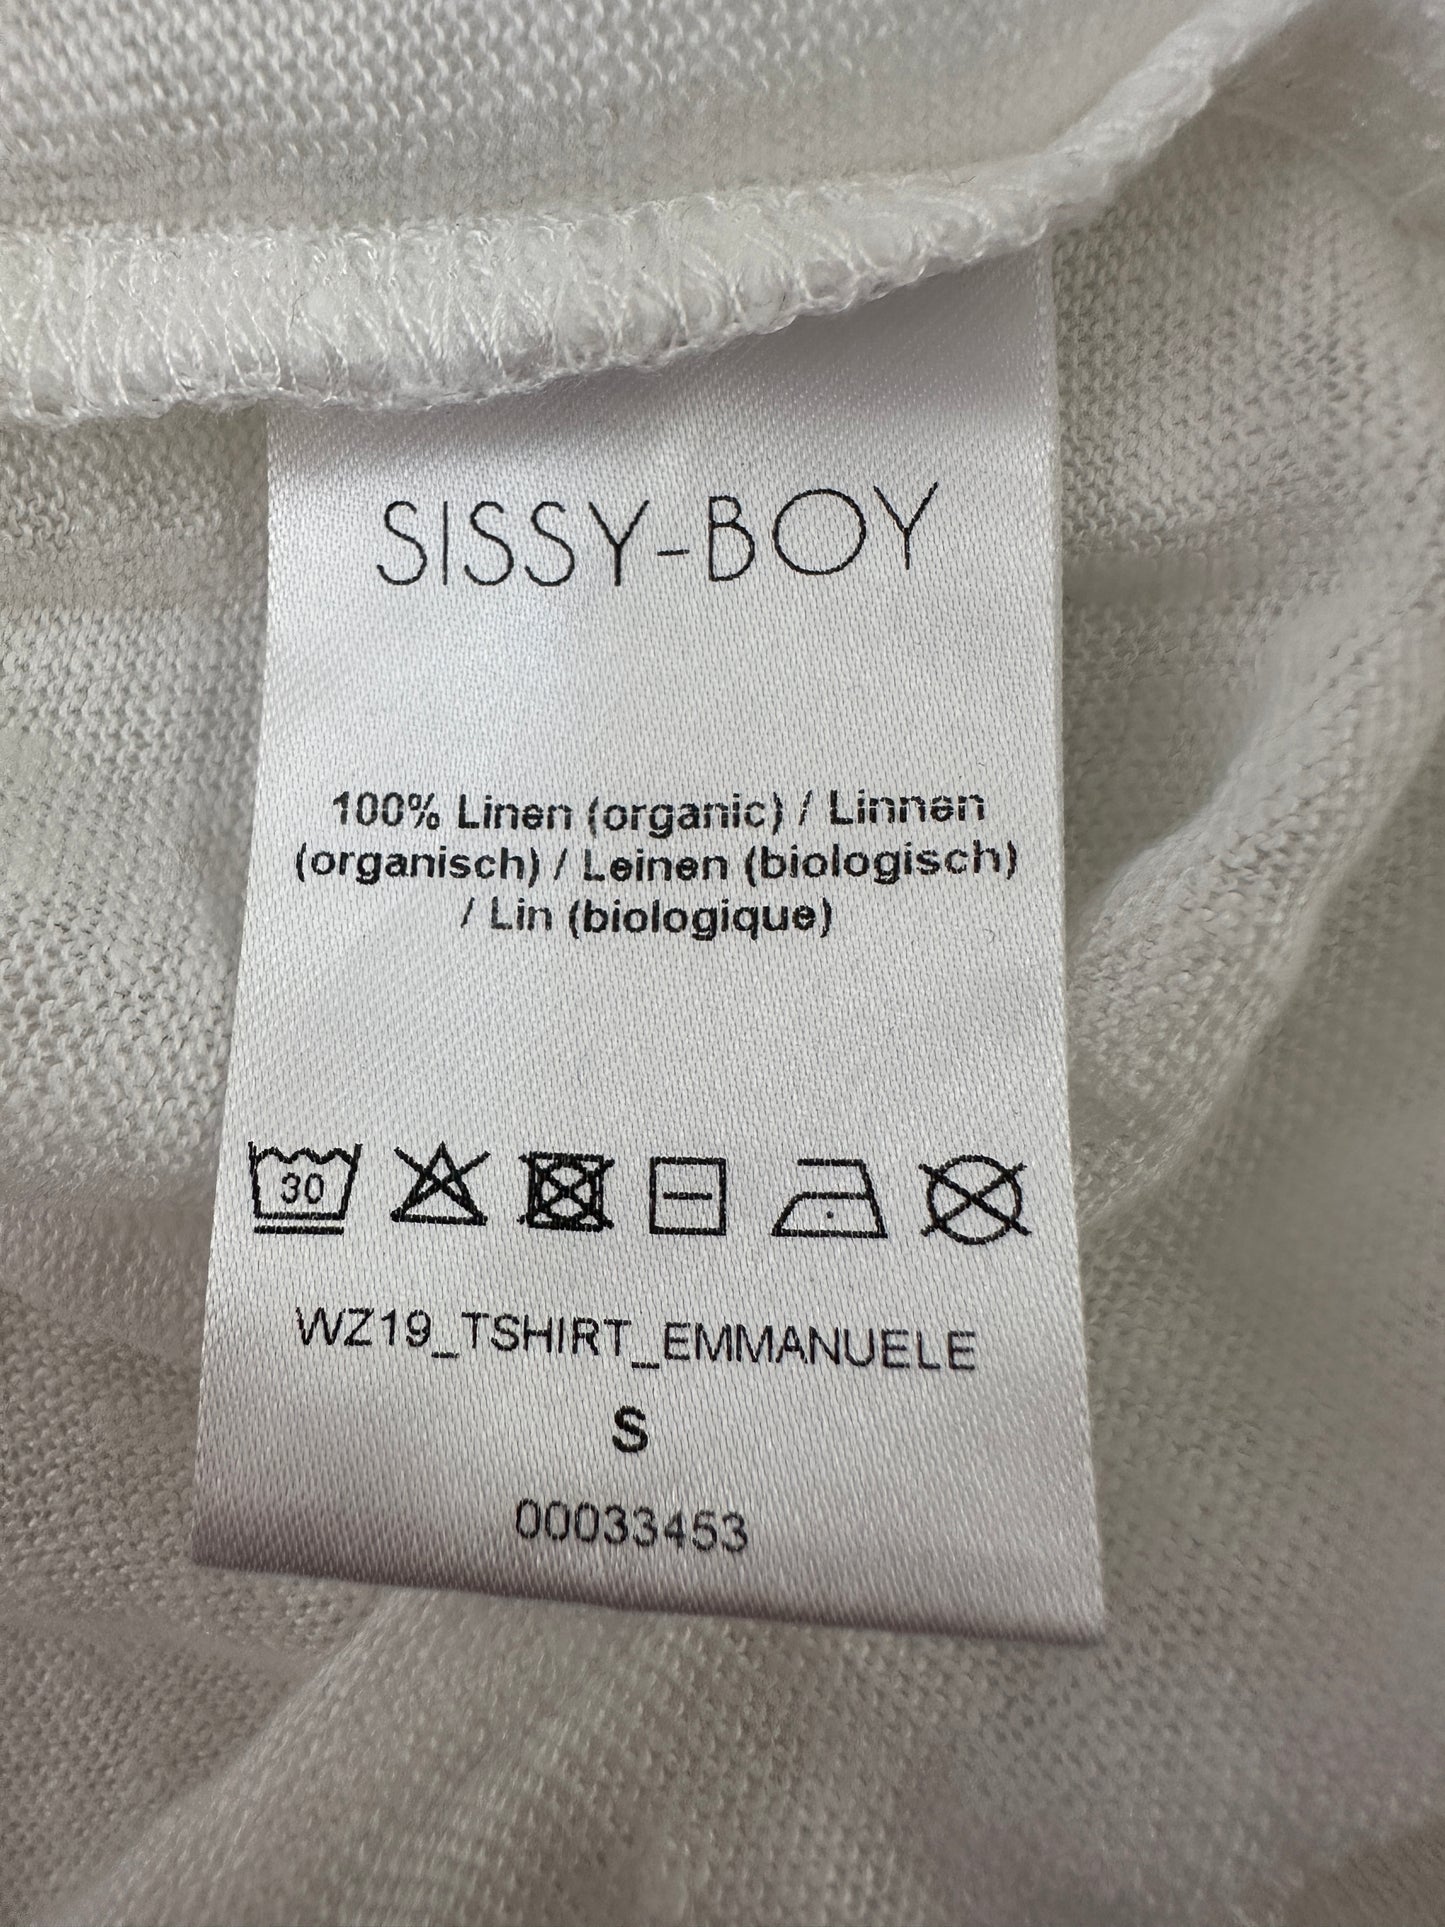 SISSY-BOY
100% Linen (organic) / Linnen
(organisch) / Leinen (biologisch)
/ Lin (biologique)
30
WZ19_TSHIRT_EMMANUELE
S
00033453